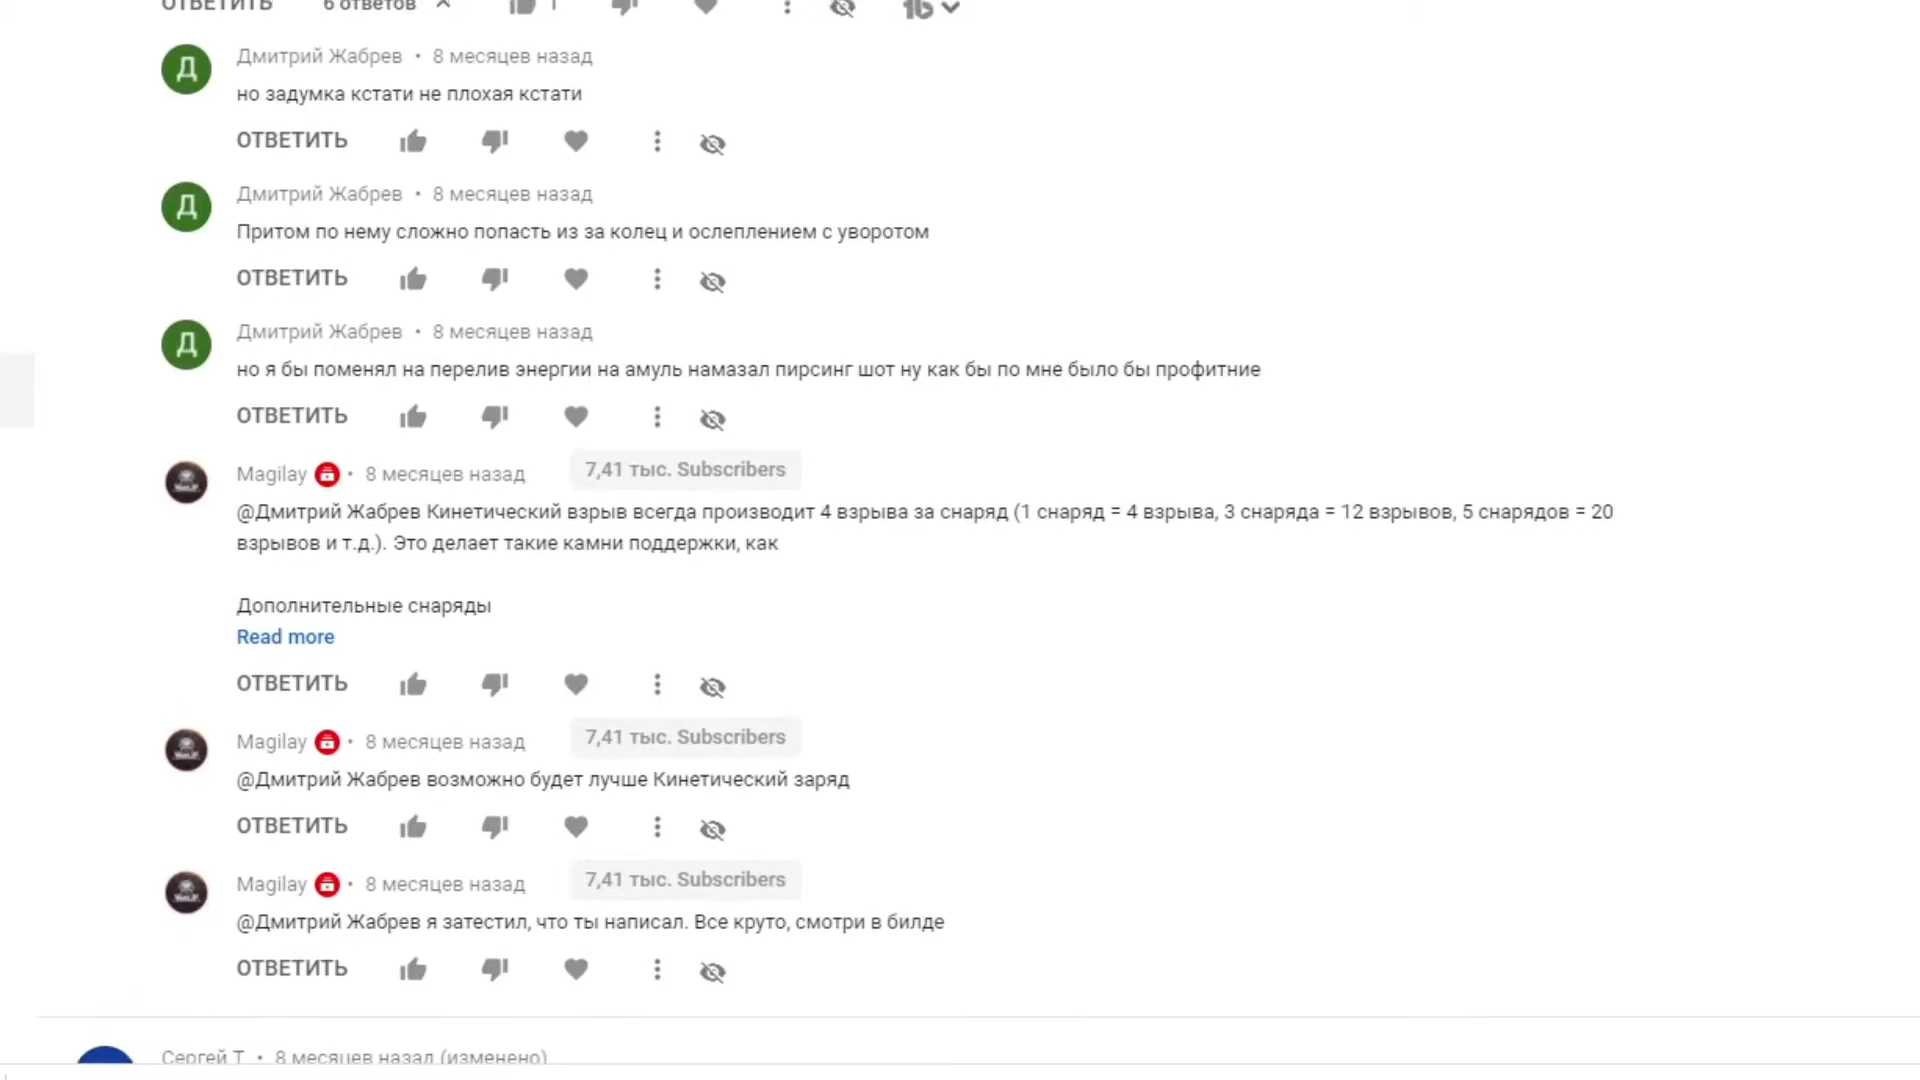 ОТВЕТИТЬ 6 ответов 1
Дмитрий Жабрев • 8 месяцев назад
но задумка кстати не плохая кстати
ОТВЕТИТЬ
Дмитрий Жабрев • 8 месяцев назад
Притом по нему сложно попасть из за колец и ослеплением с уворотом
ОТВЕТИТЬ
Дмитрий Жабрев • 8 месяцев назад
но я бы поменял на перелив энергии на амуль намазал пирсинг шот ну как бы по мне было бы профитние
ОТВЕТИТЬ
Magilay • 8 месяцев назад 7,41 тыс. Subscribers
@Дмитрий Жабрев Кинетический взрыв всегда производит 4 взрыва за снаряд (1 снаряд = 4 взрыва, 3 снаряда = 12 взрывов, 5 снарядов = 20
взрывов и т.д.). Это делает такие камни поддержки, как
Дополнительные снаряды
Read more
ОТВЕТИТЬ
Magilay • 8 месяцев назад 7,41 тыс. Subscribers
@Дмитрий Жабрев возможно будет лучше Кинетический заряд
ОТВЕТИТЬ
Magilay • 8 месяцев назад 7,41 тыс. Subscribers
@Дмитрий Жабрев я затестил, что ты написал. Все круто, смотри в билде
ОТВЕТИТЬ
Сергей Т • 8 месяцев назад (изменено)